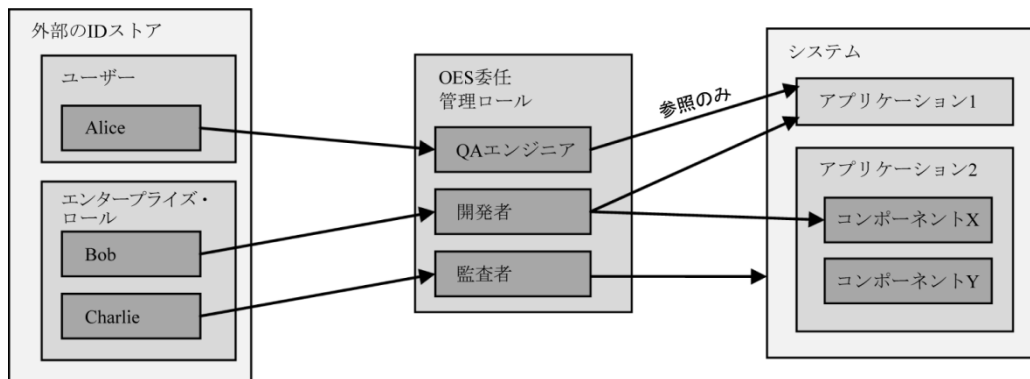 外部のIDストア
ユーザー
Alice
エンタープライズ・
ロール
Bob
Charlie
OES委任
管理ロール
QAエンジニア
開発者
監査者
参照のみ
システム
アプリケーション1
アプリケーション2
コンポーネントX
コンポーネントY